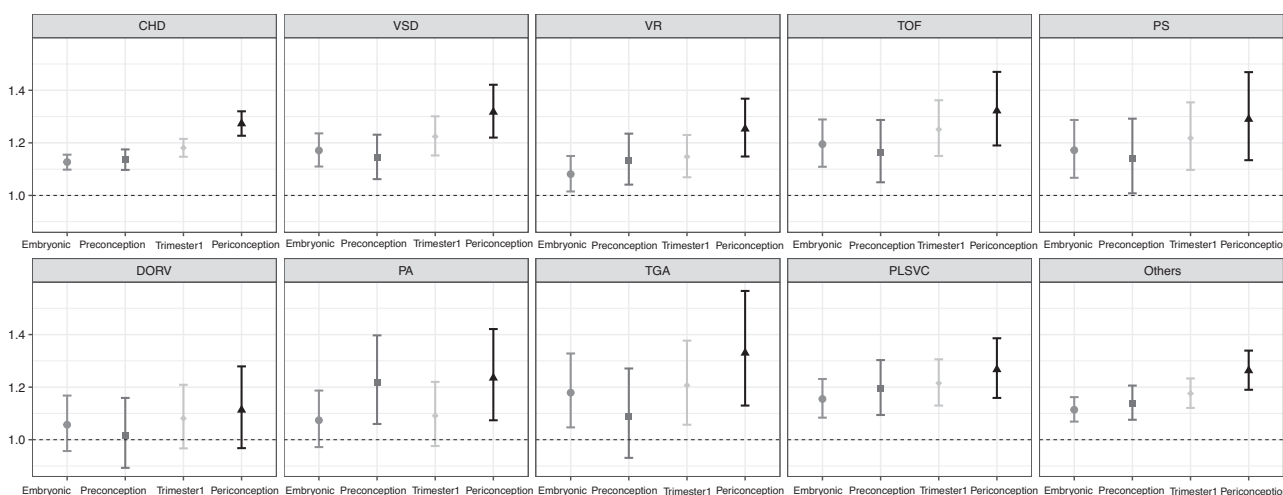 CHD VSD VR TOF PS
1.4
1.2
1.0
Embryonic Preconception Trimester1 Periconception Embryonic Preconception Trimester1 Periconception Embryonic Preconception Trimester1 Periconception Embryonic Preconception Trimester1 Periconception Embryonic Preconception Trimester1 Periconceptio
DORV PA TGA PLSVC Others
1.4
1.2
1.0
Embryonic Preconception Trimester1 Periconception Embryonic Preconception Trimester1 Periconception Embryonic Preconception Trimester1 Periconception Embryonic Preconception Trimester1 Periconception Embryonic Preconception Trimester1 Periconceptio